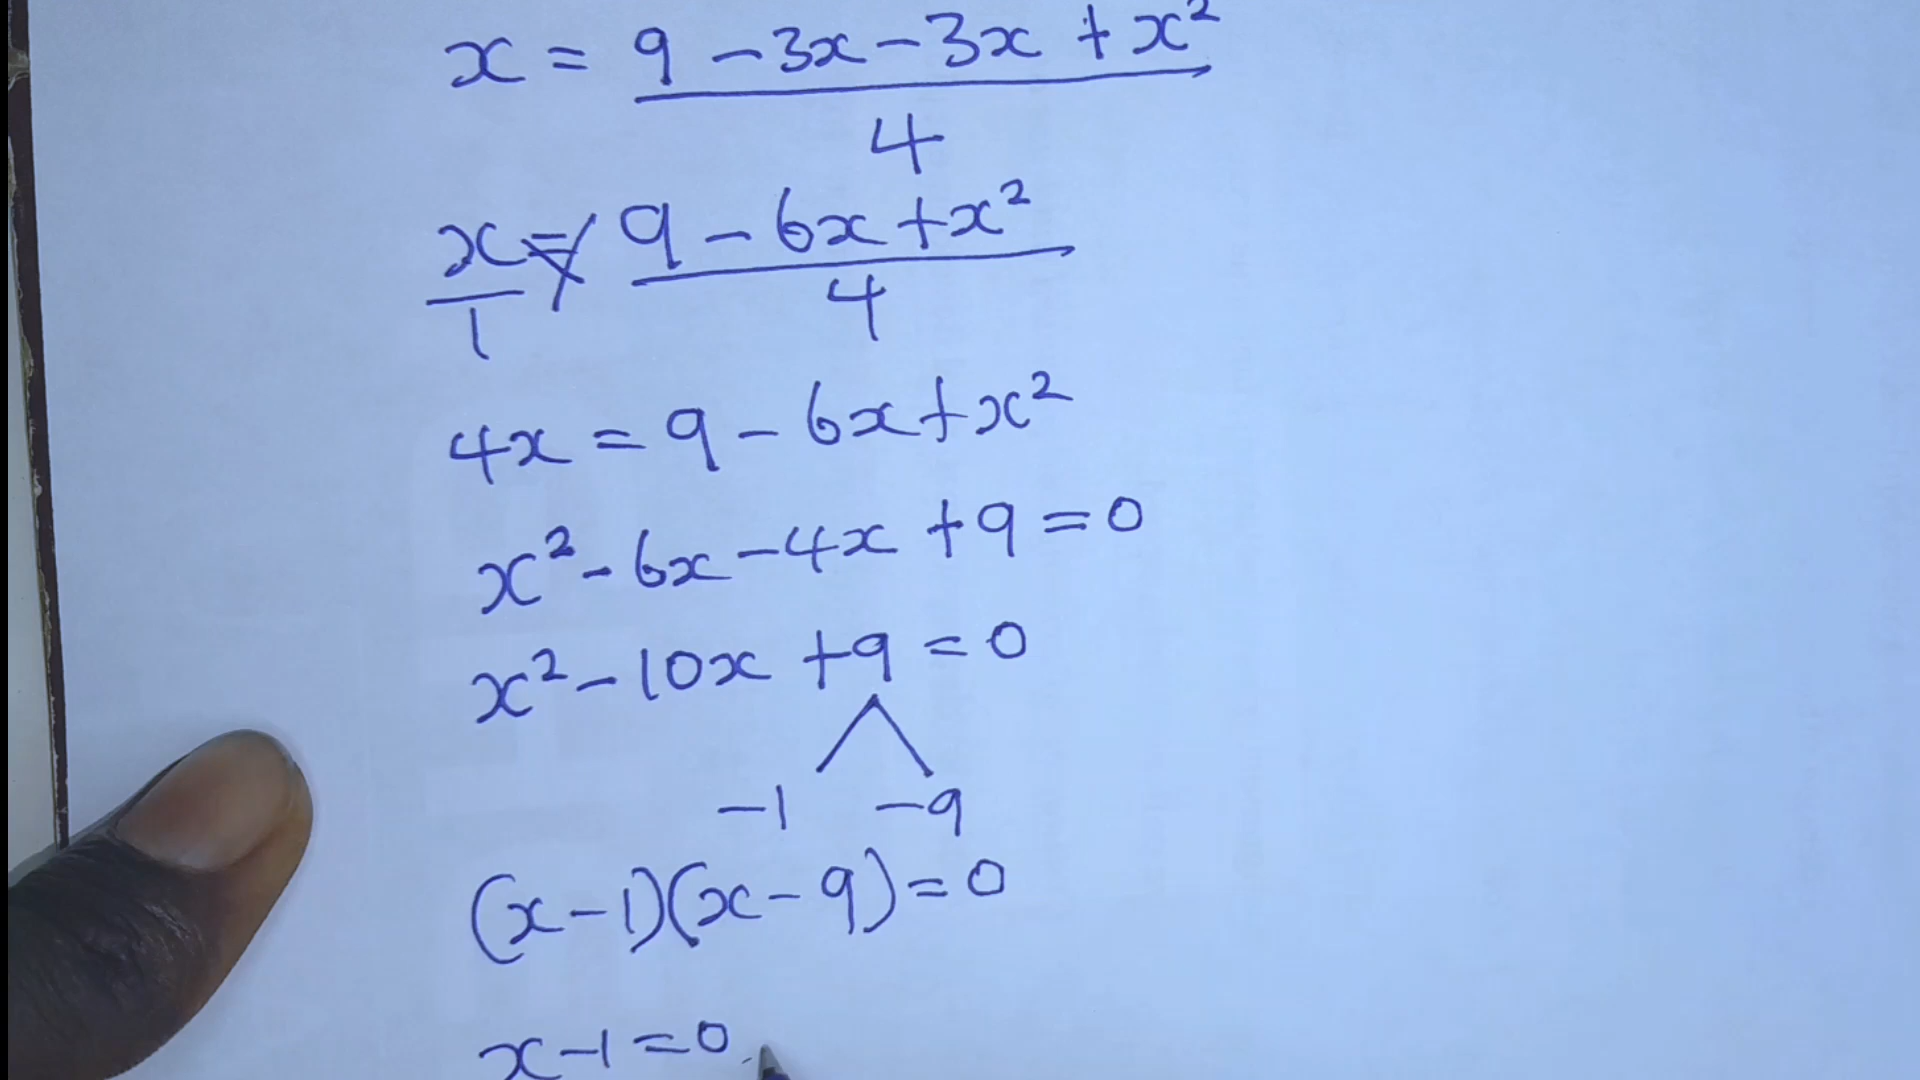 x = 9 - 3x - 3x + x²
4
x = 9 - 6x + x²
1 4
4x = 9 - 6x + x²
x² - 6x - 4x + 9 = 0
x² - 10x + 9 = 0
-1 -9
(x - 1)(x - 9) = 0
x - 1 = 0